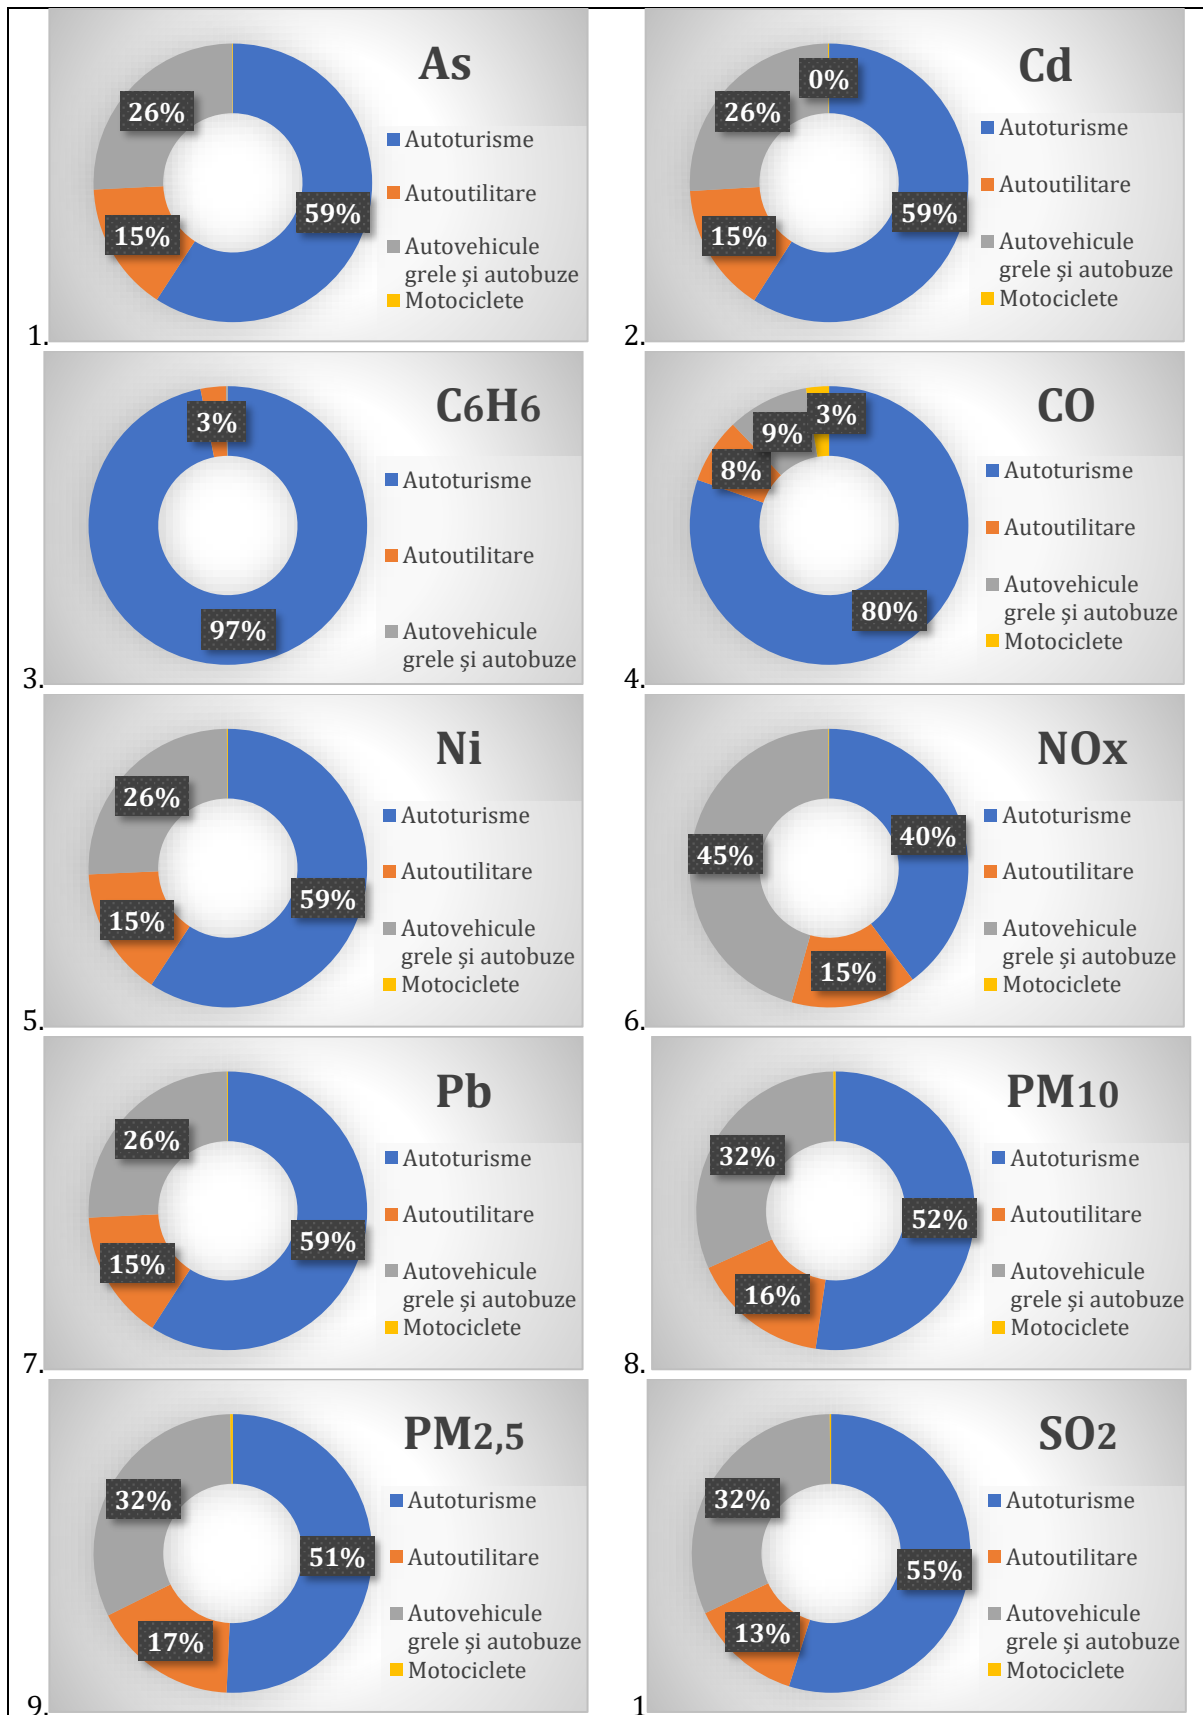 As
26%
15%
59%
Autoturisme
Autoutilitare
Autovehicule
grele și autobuze
Motociclete
1.
Cd
0%
26%
15%
59%
Autoturisme
Autoutilitare
Autovehicule
grele și autobuze
Motociclete
2.
C6H6
3%
97%
Autoturisme
Autoutilitare
Autovehicule
grele și autobuze
3.
CO
3%
9%
8%
80%
Autoturisme
Autoutilitare
Autovehicule
grele și autobuze
Motociclete
4.
Ni
26%
15%
59%
Autoturisme
Autoutilitare
Autovehicule
grele și autobuze
Motociclete
5.
NOx
45%
40%
15%
Autoturisme
Autoutilitare
Autovehicule
grele și autobuze
Motociclete
6.
Pb
26%
15%
59%
Autoturisme
Autoutilitare
Autovehicule
grele și autobuze
Motociclete
7.
PM10
32%
52%
16%
Autoturisme
Autoutilitare
Autovehicule
grele și autobuze
Motociclete
8.
PM2,5
32%
51%
17%
Autoturisme
Autoutilitare
Autovehicule
grele și autobuze
Motociclete
9.
SO2
32%
55%
13%
Autoturisme
Autoutilitare
Autovehicule
grele și autobuze
Motociclete
1